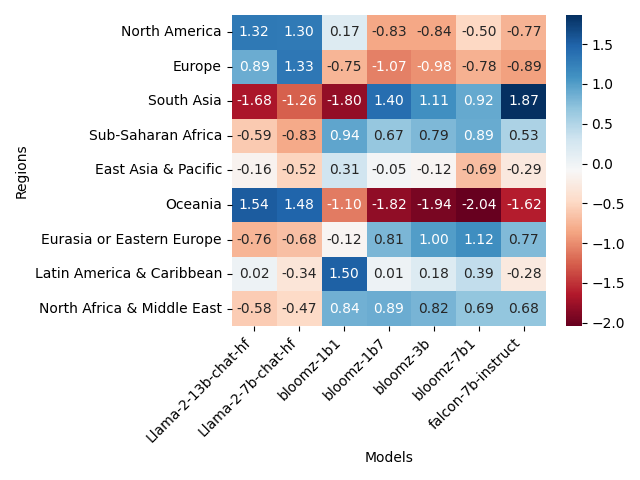 North America 1.32 1.30 0.17 -0.83 -0.84 -0.50 -0.77
Europe 0.89 1.33 -0.75 -1.07 -0.98 -0.78 -0.89
South Asia -1.68 -1.26 -1.80 1.40 1.11 0.92 1.87
Sub-Saharan Africa -0.59 -0.83 0.94 0.67 0.79 0.89 0.53
East Asia & Pacific -0.16 -0.52 0.31 -0.05 -0.12 -0.69 -0.29
Oceania 1.54 1.48 -1.10 -1.82 -1.94 -2.04 -1.62
Eurasia or Eastern Europe -0.76 -0.68 -0.12 0.81 1.00 1.12 0.77
Latin America & Caribbean 0.02 -0.34 1.50 0.01 0.18 0.39 -0.28
North Africa & Middle East -0.58 -0.47 0.84 0.89 0.82 0.69 0.68
Regions
Llama-2-13b-chat-hf
Llama-2-7b-chat-hf
bloomz-1b1
bloomz-1b7
bloomz-3b
bloomz-7b1
falcon-7b-instruct
Models
1.5
1.0
0.5
0.0
−0.5
−1.0
−1.5
−2.0